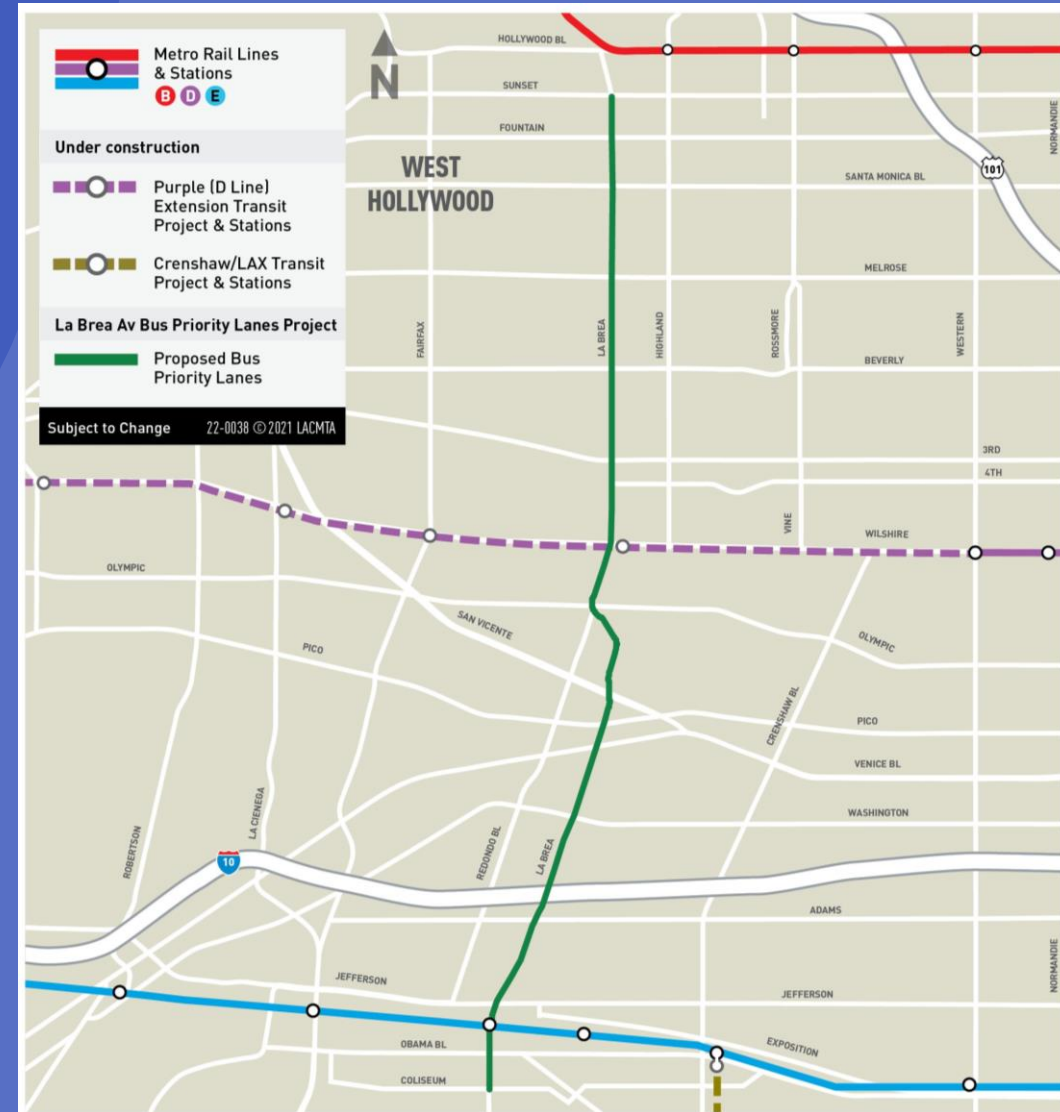 Metro Rail Lines
& Stations
B D E
Under construction
Purple (D Line)
Extension Transit
Project & Stations
Crenshaw/LAX Transit
Project & Stations
La Brea Av Bus Priority Lanes Project
Proposed Bus
Priority Lanes
Subject to Change 22-0038 © 2021 LACMTA
N
HOLLYWOOD BL
SUNSET
FOUNTAIN
NORMANDIE
WEST
HOLLYWOOD
101
SANTA MONICA BL
MELROSE
FAIRFAX
LA BREA
HIGHLAND
ROSSMORE
WESTERN
BEVERLY
3RD
4TH
VINE
WILSHIRE
OLYMPIC
SAN VICENTE
OLYMPIC
PICO
CRENSHAW BL
PICO
VENICE BL
WASHINGTON
ROBERTSON
LA CIENEGA
REDONDO BL
LA BREA
10
ADAMS
NORMANDIE
JEFFERSON
JEFFERSON
OBAMA BL
EXPOSITION
COLISEUM